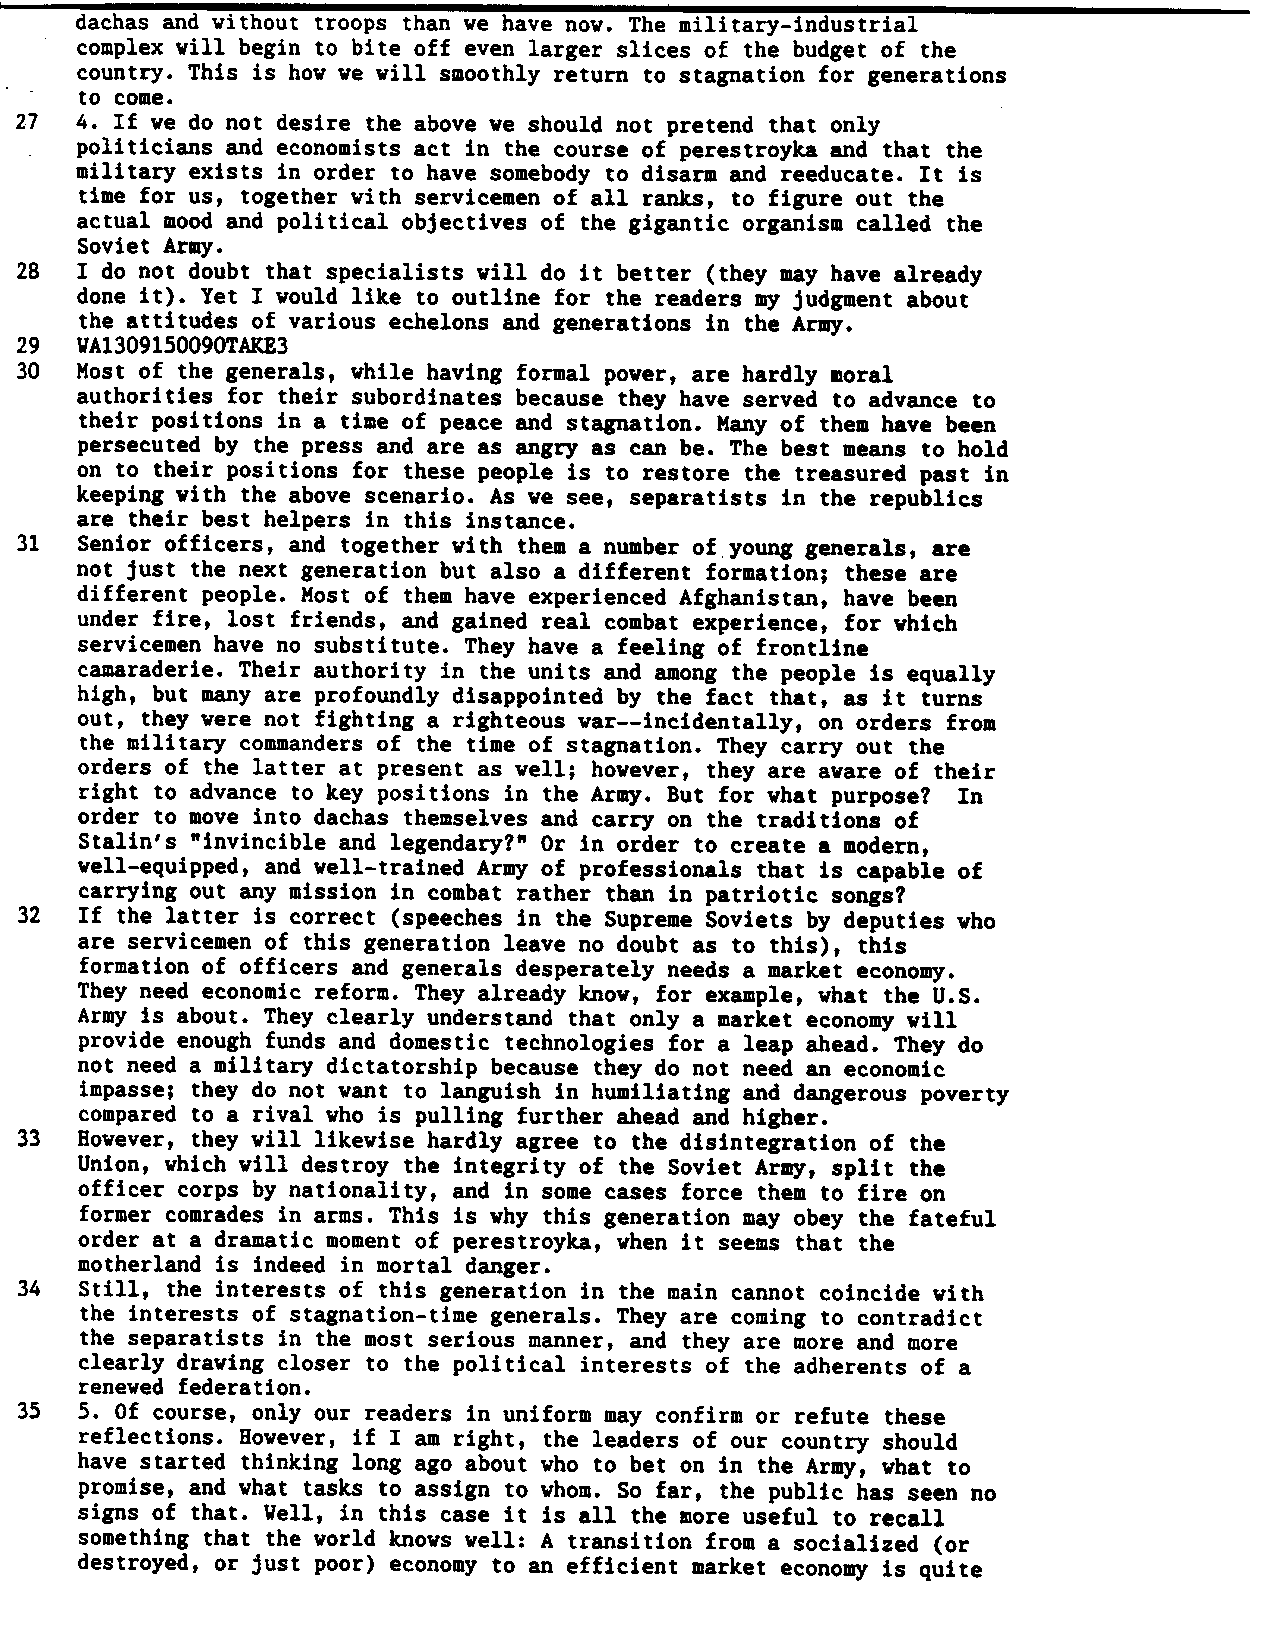 dachas and without troops than we have now. The military-industrial
complex will begin to bite off even larger slices of the budget of the
country. This is how we will smoothly return to stagnation for generations
to come.
27 4. If we do not desire the above we should not pretend that only
politicians and economists act in the course of perestroyka and that the
military exists in order to have somebody to disarm and reeducate. It is
time for us, together with servicemen of all ranks, to figure out the
actual mood and political objectives of the gigantic organism called the
Soviet Army.
28 I do not doubt that specialists will do it better (they may have already
done it). Yet I would like to outline for the readers my judgment about
the attitudes of various echelons and generations in the Army.
29 WA1309150090TAKE3
30 Most of the generals, while having formal power, are hardly moral
authorities for their subordinates because they have served to advance to
their positions in a time of peace and stagnation. Many of them have been
persecuted by the press and are as angry as can be. The best means to hold
on to their positions for these people is to restore the treasured past in
keeping with the above scenario. As we see, separatists in the republics
are their best helpers in this instance.
31 Senior officers, and together with them a number of young generals, are
not just the next generation but also a different formation; these are
different people. Most of them have experienced Afghanistan, have been
under fire, lost friends, and gained real combat experience, for which
servicemen have no substitute. They have a feeling of frontline
camaraderie. Their authority in the units and among the people is equally
high, but many are profoundly disappointed by the fact that, as it turns
out, they were not fighting a righteous war--incidentally, on orders from
the military commanders of the time of stagnation. They carry out the
orders of the latter at present as well; however, they are aware of their
right to advance to key positions in the Army. But for what purpose? In
order to move into dachas themselves and carry on the traditions of
Stalin's "invincible and legendary?" Or in order to create a modern,
well-equipped, and well-trained Army of professionals that is capable of
carrying out any mission in combat rather than in patriotic songs?
32 If the latter is correct (speeches in the Supreme Soviets by deputies who
are servicemen of this generation leave no doubt as to this), this
formation of officers and generals desperately needs a market economy.
They need economic reform. They already know, for example, what the U.S.
Army is about. They clearly understand that only a market economy will
provide enough funds and domestic technologies for a leap ahead. They do
not need a military dictatorship because they do not need an economic
impasse; they do not want to languish in humiliating and dangerous poverty
compared to a rival who is pulling further ahead and higher.
33 However, they will likewise hardly agree to the disintegration of the
Union, which will destroy the integrity of the Soviet Army, split the
officer corps by nationality, and in some cases force them to fire on
former comrades in arms. This is why this generation may obey the fateful
order at a dramatic moment of perestroyka, when it seems that the
motherland is indeed in mortal danger.
34 Still, the interests of this generation in the main cannot coincide with
the interests of stagnation-time generals. They are coming to contradict
the separatists in the most serious manner, and they are more and more
clearly drawing closer to the political interests of the adherents of a
renewed federation.
35 5. Of course, only our readers in uniform may confirm or refute these
reflections. However, if I am right, the leaders of our country should
have started thinking long ago about who to bet on in the Army, what to
promise, and what tasks to assign to whom. So far, the public has seen no
signs of that. Well, in this case it is all the more useful to recall
something that the world knows well: A transition from a socialized (or
destroyed, or just poor) economy to an efficient market economy is quite